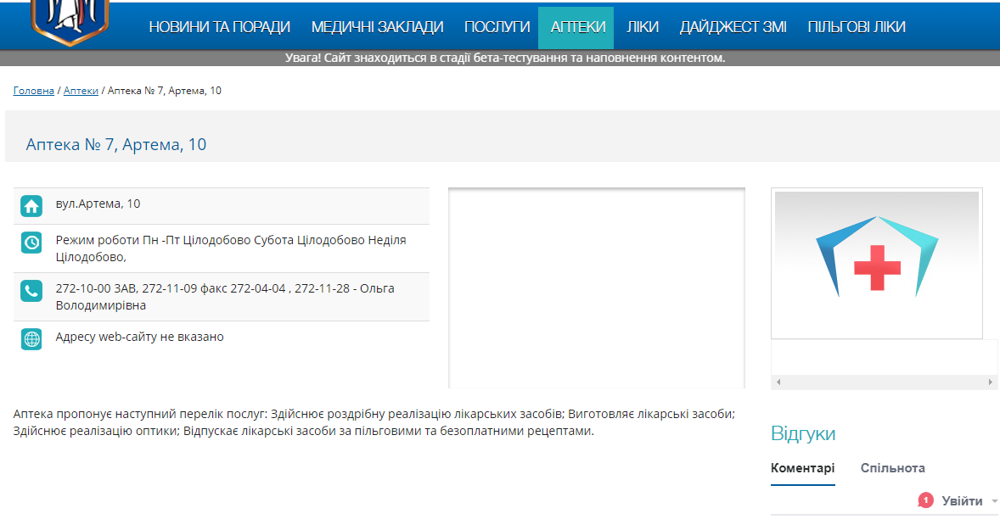 НОВИНИ ТА ПОРАДИ МЕДИЧНІ ЗАКЛАДИ ПОСЛУГИ АПТЕКИ ЛІКИ ДАЙДЖЕСТ ЗМІ ПІЛЬГОВІ ЛІКИ
Увага! Сайт знаходиться в стадії бета-тестування та наповнення контентом.
Головна / Аптеки / Аптека № 7, Артема, 10
Аптека № 7, Артема, 10
вул.Артема, 10
Режим роботи Пн -Пт Цілодобово Субота Цілодобово Неділя
Цілодобово,
272-10-00 ЗАВ, 272-11-09 факс 272-04-04 , 272-11-28 - Ольга
Володимирівна
Адресу web-сайту не вказано
Аптека пропонує наступний перелік послуг: Здійснює роздрібну реалізацію лікарських засобів; Виготовляє лікарські засоби;
Здійснює реалізацію оптики; Відпускає лікарські засоби за пільговими та безоплатними рецептами.
Відгуки
Коментарі Спільнота
1 Увійти